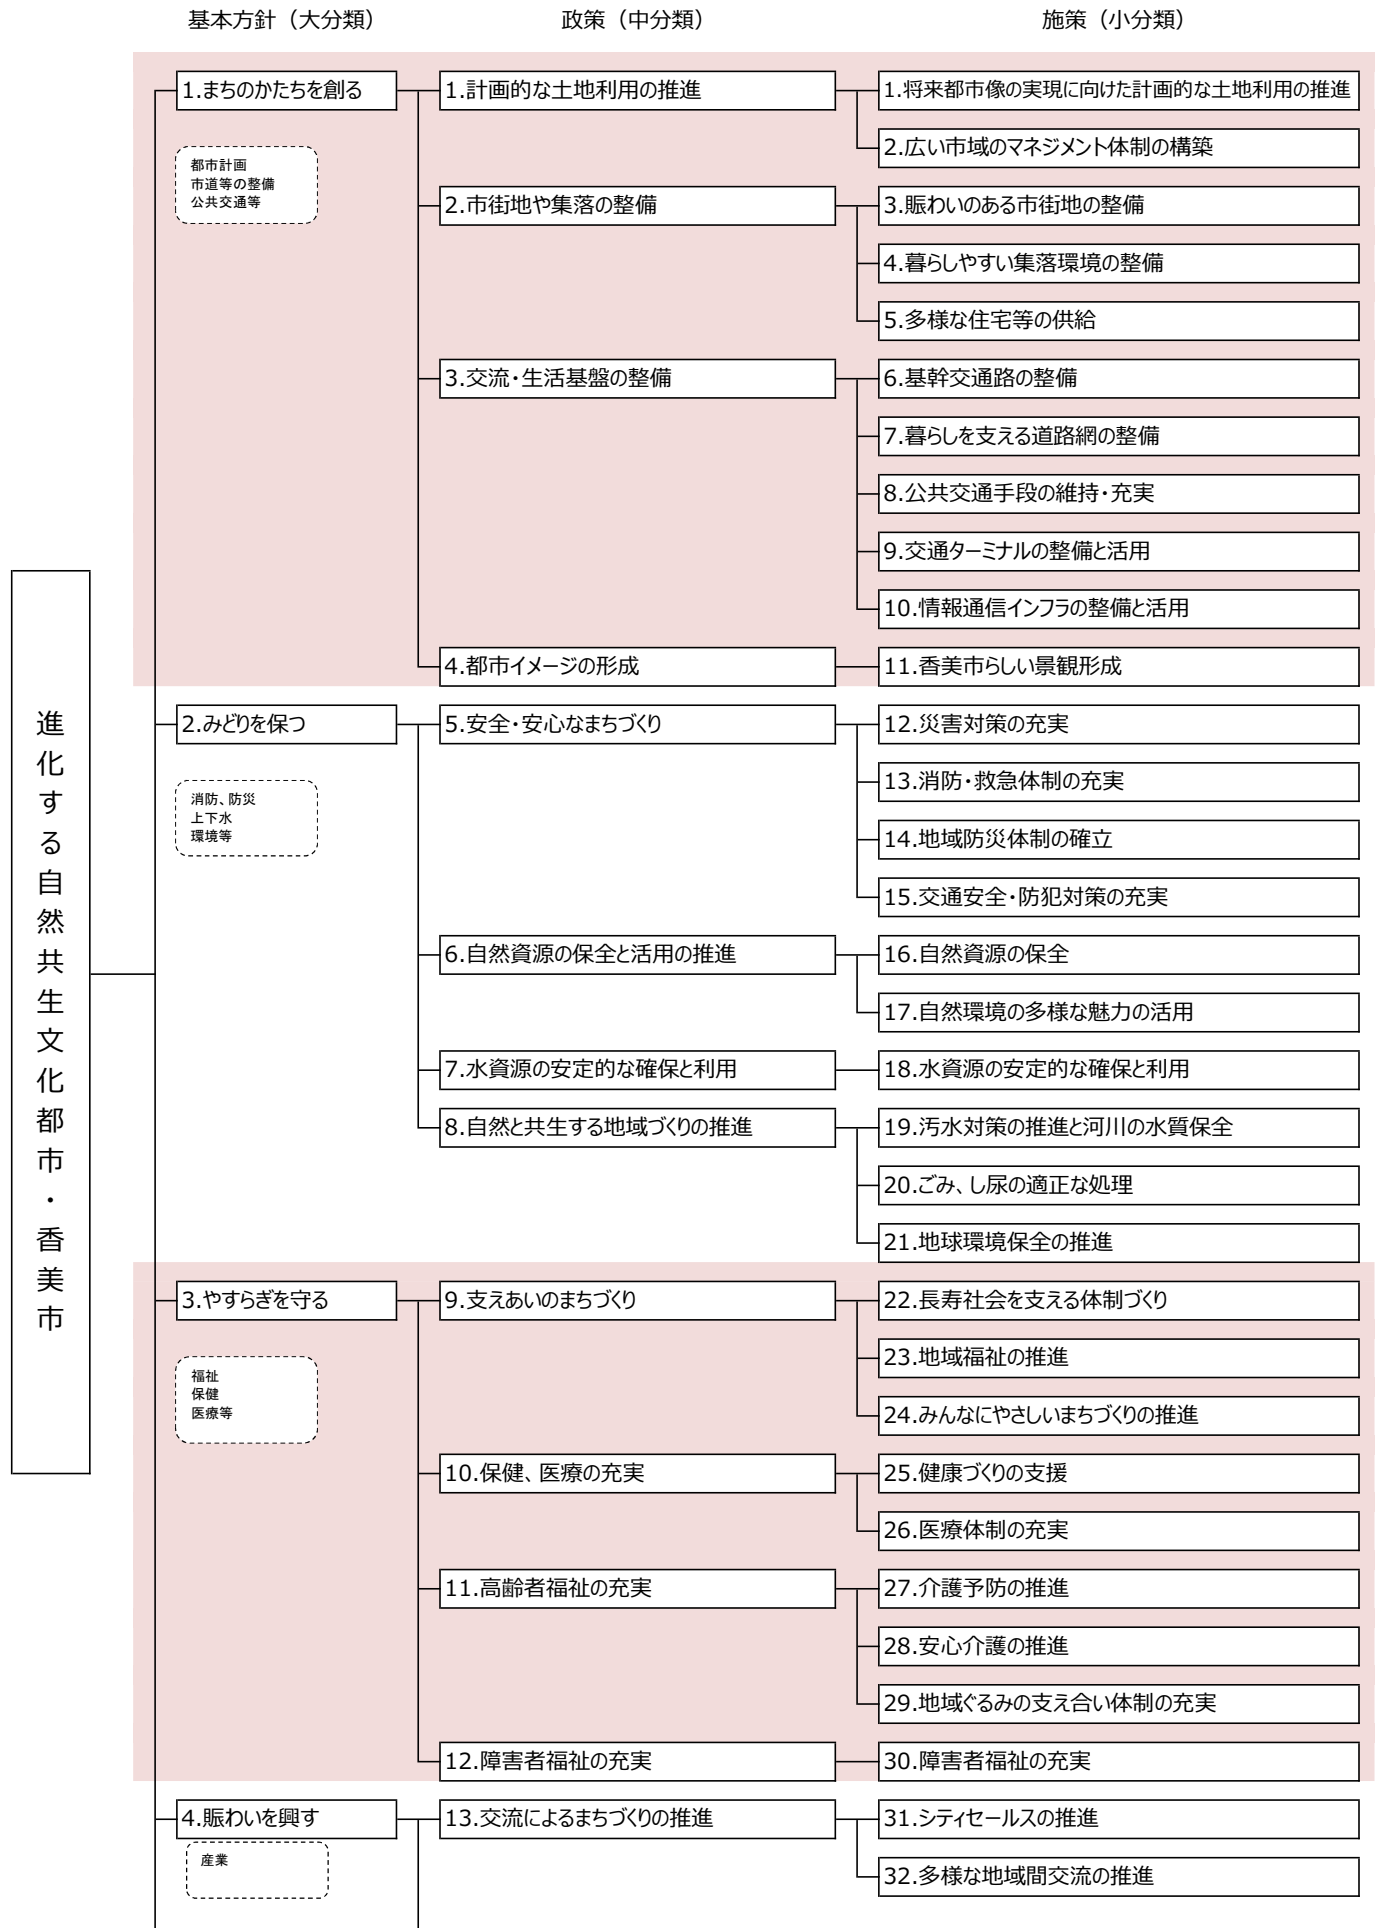 基本方針（大分類）
政策（中分類）
施策（小分類）
進化する自然共生文化都市・香美市
1.まちのかたちを創る
都市計画
市道等の整備
公共交通等
1.計画的な土地利用の推進
1.将来都市像の実現に向けた計画的な土地利用の推進
2.広い市域のマネジメント体制の構築
2.市街地や集落の整備
3.賑わいのある市街地の整備
4.暮らしやすい集落環境の整備
5.多様な住宅等の供給
3.交流・生活基盤の整備
6.基幹交通路の整備
7.暮らしを支える道路網の整備
8.公共交通手段の維持・充実
9.交通ターミナルの整備と活用
10.情報通信インフラの整備と活用
4.都市イメージの形成
11.香美市らしい景観形成
2.みどりを保つ
消防、防災
上下水
環境等
5.安全・安心なまちづくり
12.災害対策の充実
13.消防・救急体制の充実
14.地域防災体制の確立
15.交通安全・防犯対策の充実
6.自然資源の保全と活用の推進
16.自然資源の保全
17.自然環境の多様な魅力の活用
7.水資源の安定的な確保と利用
18.水資源の安定的な確保と利用
8.自然と共生する地域づくりの推進
19.汚水対策の推進と河川の水質保全
20.ごみ、し尿の適正な処理
21.地球環境保全の推進
3.やすらぎを守る
福祉
保健
医療等
9.支えあいのまちづくり
22.長寿社会を支える体制づくり
23.地域福祉の推進
24.みんなにやさしいまちづくりの推進
10.保健、医療の充実
25.健康づくりの支援
26.医療体制の充実
11.高齢者福祉の充実
27.介護予防の推進
28.安心介護の推進
29.地域ぐるみの支え合い体制の充実
12.障害者福祉の充実
30.障害者福祉の充実
4.賑わいを興す
産業
13.交流によるまちづくりの推進
31.シティセールスの推進
32.多様な地域間交流の推進